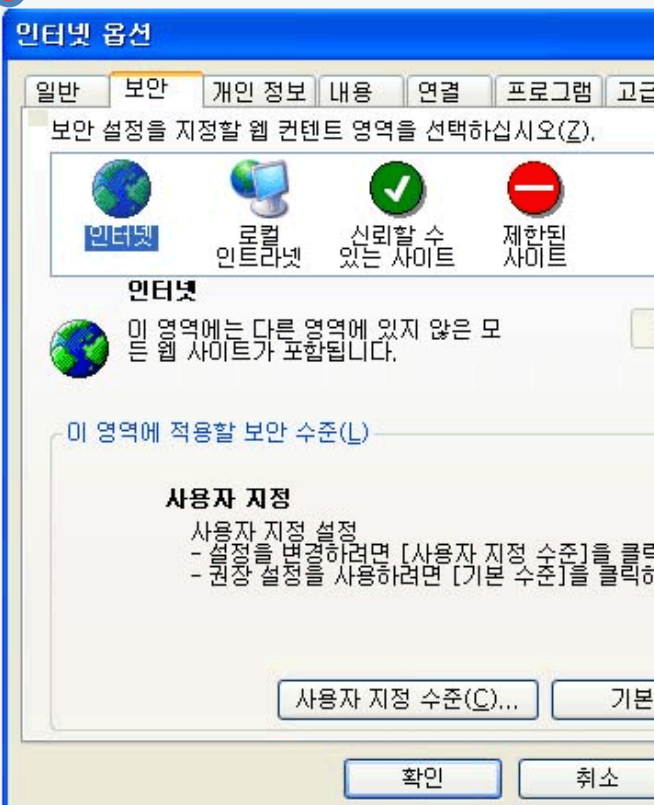 인터넷 옵션
일반 보안 개인 정보 내용 연결 프로그램 고급
보안 설정을 지정할 웹 컨텐트 영역을 선택하십시오(Z).
인터넷 로컬 인트라넷 신뢰할 수 있는 사이트 제한된 사이트
인터넷
이 영역에는 다른 영역에 있지 않은 모
든 웹 사이트가 포함됩니다.
이 영역에 적용할 보안 수준(L)
사용자 지정
사용자 지정 설정
- 설정을 변경하려면 [사용자 지정 수준]을 클릭
- 권장 설정을 사용하려면 [기본 수준]을 클릭하
사용자 지정 수준(C)... 기본
확인 취소